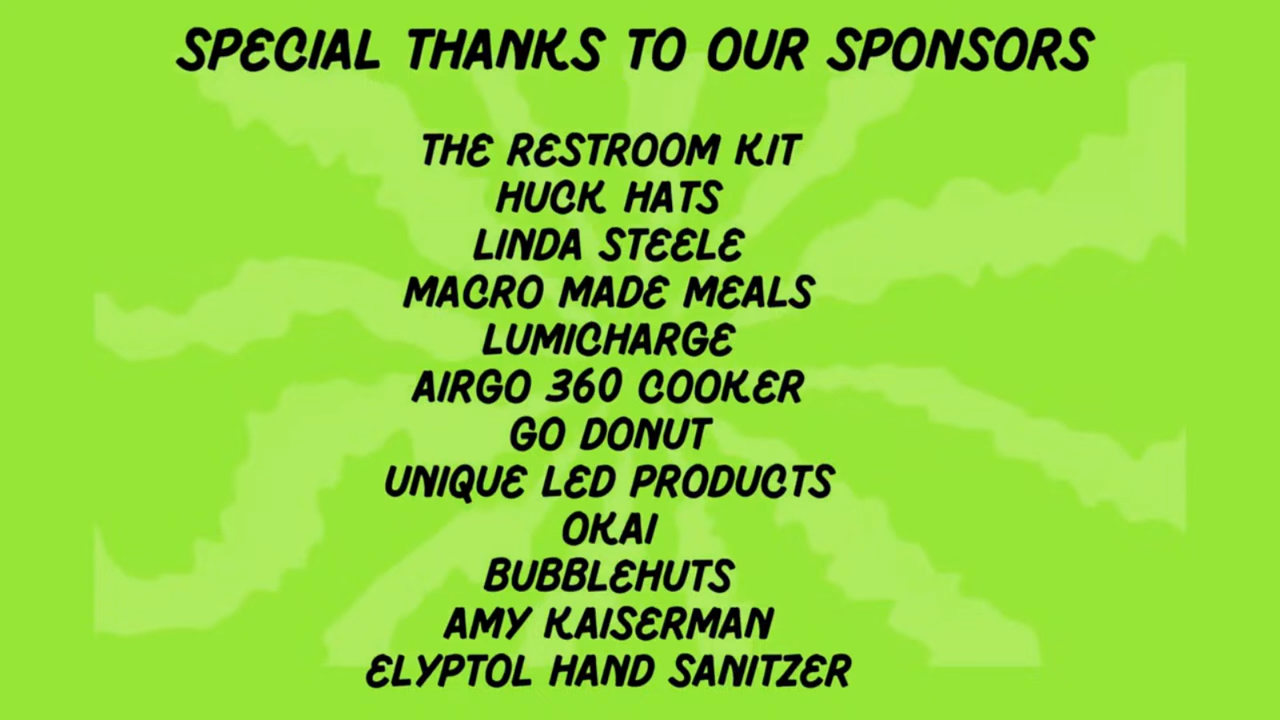 SPECIAL THANKS TO OUR SPONSORS
THE RESTROOM KIT
HUCK HATS
LINDA STEELE
MACRO MADE MEALS
LUMICHARGE
AIRGO 360 COOKER
GO DONUT
UNIQUE LED PRODUCTS
OKAI
BUBBLEHUTS
AMY KAISERMAN
ELYPTOL HAND SANITZER